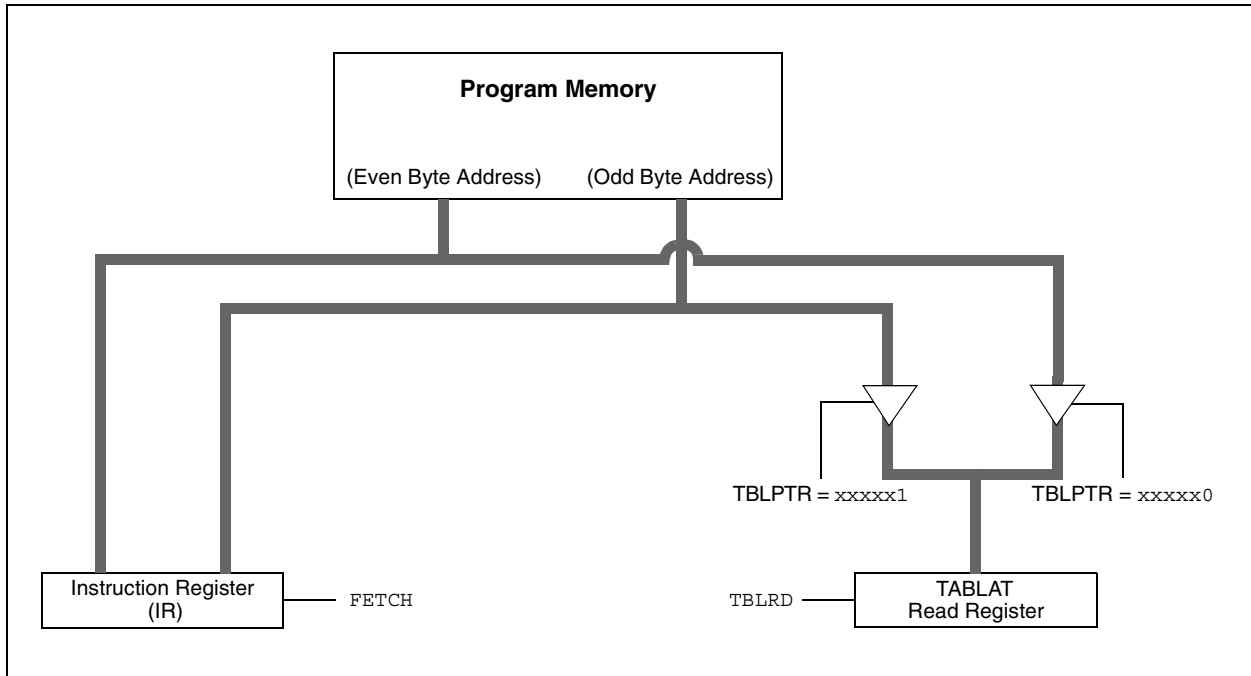 Program Memory
(Even Byte Address) (Odd Byte Address)
TBLPTR = xxxxx1
TBLPTR = xxxxx0
Instruction Register
(IR)
FETCH
TBLRD
TABLAT
Read Register